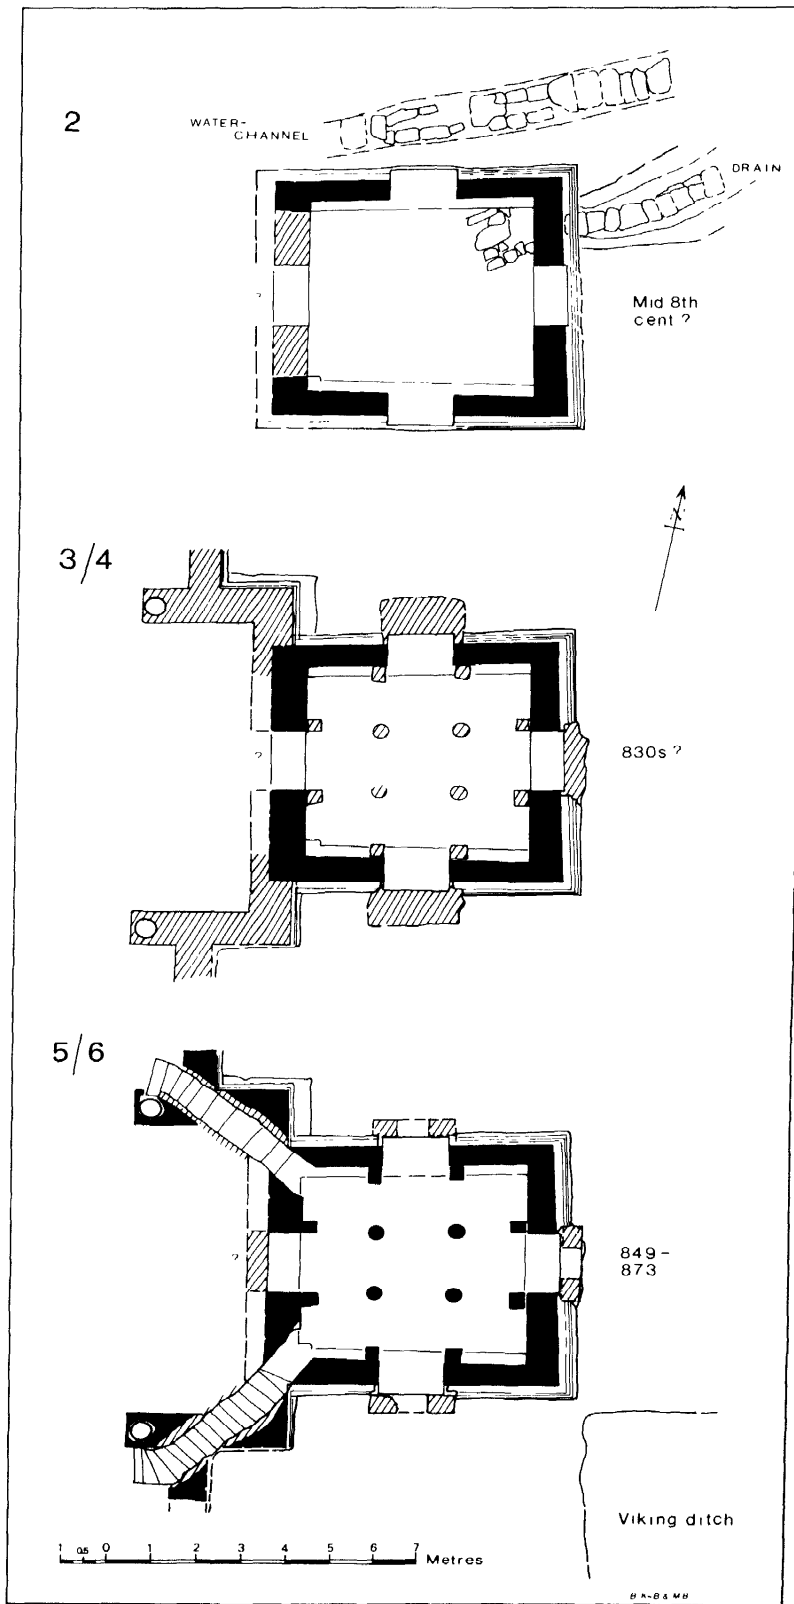 2
WATER-
CHANNEL
DRAIN
?
Mid 8th
cent ?
3/4
?
830s ?
5/6
?
849 –
873
Viking ditch
1 0.5 0 1 2 3 4 5 6 7 Metres
B K-B & M B